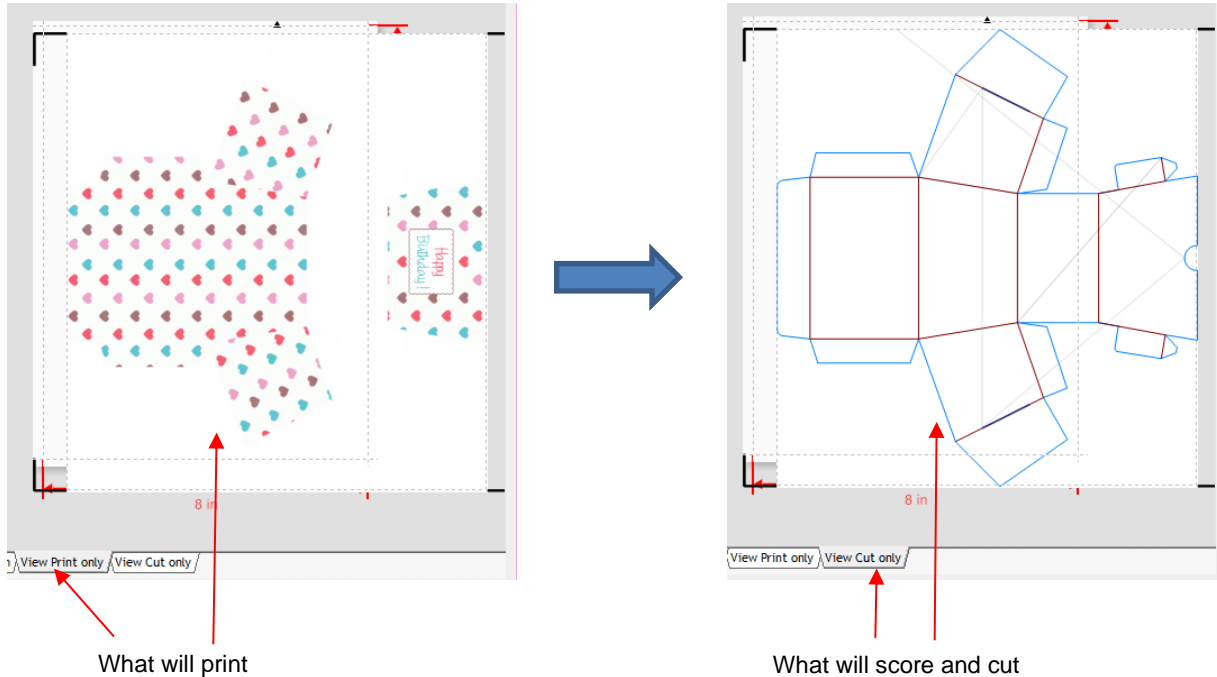 Happy
Birthday!
8 in
8 in
View Print only
View Cut only
View Print only
View Cut only
What will print
What will score and cut